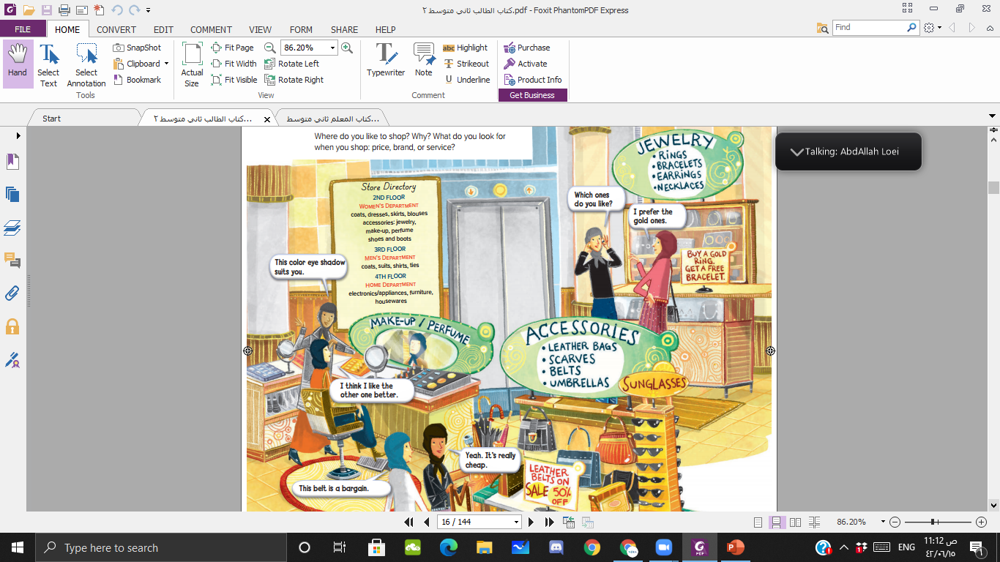 كتاب الطالب ثاني متوسط ٢.pdf - Foxit PhantomPDF Express
FILE
HOME
CONVERT
EDIT
COMMENT
VIEW
FORM
SHARE
HELP
Find
Hand
Select
Text
Select
Annotation
SnapShot
Clipboard
Bookmark
Tools
Actual
Size
Fit Page
Fit Width
Fit Visible
86.20%
Rotate Left
Rotate Right
View
Typewriter
Note
abc Highlight
T Strikeout
U Underline
Comment
Purchase
Activate
Product Info
Get Business
Start
كتاب الطالب ثاني متوسط ٢...
كتاب المعلم ثاني متوسط...
Where do you like to shop? Why? What do you look for
when you shop: price, brand, or service?
Talking: AbdAllah Loei
JEWELRY
• RINGS
• BRACELETS
• EARRINGS
• NECKLACES
Store Directory
2ND FLOOR
WOMEN'S DEPARTMENT
coats, dresses, skirts, blouses
accessories: jewelry,
make-up, perfume
shoes and boots
3RD FLOOR
MEN'S DEPARTMENT
coats, suits, shirts, ties
4TH FLOOR
HOME DEPARTMENT
electronics/appliances, furniture,
housewares
Which ones
do you like?
I prefer the
gold ones.
BUY A GOLD
RING,
GET A FREE
BRACELET.
This color eye shadow
suits you.
MAKE-UP / PERFUME
ACCESSORIES
• LEATHER BAGS
• SCARVES
• BELTS
• UMBRELLAS
SUNGLASSES
I think I like the
other one better.
Yeah. It's really
cheap.
This belt is a bargain.
LEATHER
BELTS ON
SALE 50%
OFF
16 / 144
86.20%
Type here to search
ENG
11:12 ص
٤٢/٠٦/١٥
PDF
1